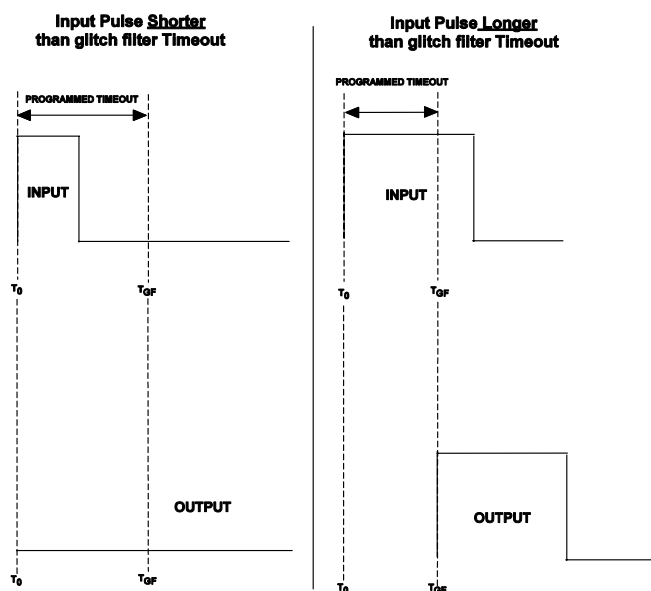 Input Pulse Shorter
than glitch filter Timeout
PROGRAMMED TIMEOUT
INPUT
T0
TGF
OUTPUT
T0
TGF
Input Pulse Longer
than glitch filter Timeout
PROGRAMMED TIMEOUT
INPUT
T0
TGF
OUTPUT
T0
TGF